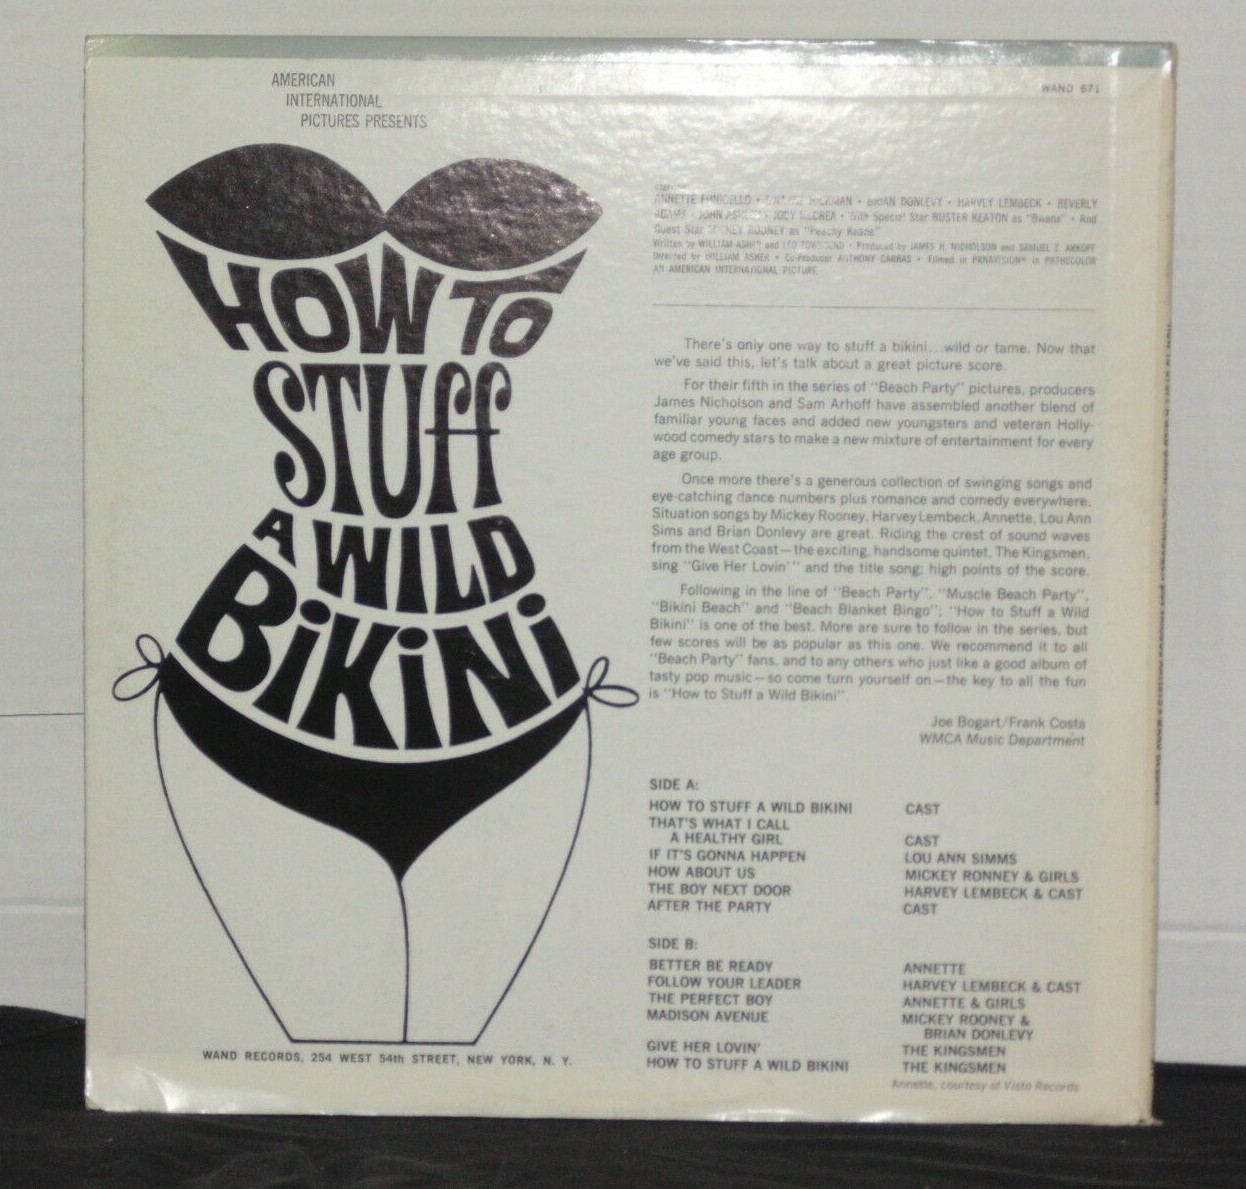 AMERICAN
INTERNATIONAL
PICTURES PRESENTS
HOW TO
STUFF
A WILD
BIKINI
WAND RECORDS, 254 WEST 54th STREET, NEW YORK, N. Y.
WAND 671
ANNETTE FUNICELLO • HICKMAN • BRIAN DONLEVY • HARVEY LEMBECK • BEVERLY
ADAMS • JOHN ASHLEY • JODY McCREA • With Special Star BUSTER KEATON as "Bwana" • And
Guest Star MICKEY ROONEY as "Peachy Keane"
Written by WILLIAM ASHER and LEO TOWNSEND • Produced by JAMES H. NICHOLSON and SAMUEL Z. ARKOFF
Directed by WILLIAM ASHER • Co-Producer ANTHONY CARRAS • Filmed in PANAVISION® in PATHECOLOR
AN AMERICAN INTERNATIONAL PICTURE
There's only one way to stuff a bikini...wild or tame. Now that
we've said this, let's talk about a great picture score.
For their fifth in the series of "Beach Party" pictures, producers
James Nicholson and Sam Arhoff have assembled another blend of
familiar young faces and added new youngsters and veteran Holly-
wood comedy stars to make a new mixture of entertainment for every
age group.
Once more there's a generous collection of swinging songs and
eye-catching dance numbers plus romance and comedy everywhere.
Situation songs by Mickey Rooney, Harvey Lembeck, Annette, Lou Ann
Sims and Brian Donlevy are great. Riding the crest of sound waves
from the West Coast—the exciting, handsome quintet, The Kingsmen,
sing "Give Her Lovin'" and the title song; high points of the score.
Following in the line of "Beach Party", "Muscle Beach Party",
"Bikini Beach" and "Beach Blanket Bingo"; "How to Stuff a Wild
Bikini" is one of the best. More are sure to follow in the series, but
few scores will be as popular as this one. We recommend it to all
"Beach Party" fans, and to any others who just like a good album of
tasty pop music—so come turn yourself on—the key to all the fun
is "How to Stuff a Wild Bikini".
Joe Bogart/Frank Costa
WMCA Music Department
SIDE A:
HOW TO STUFF A WILD BIKINI CAST
THAT'S WHAT I CALL
A HEALTHY GIRL CAST
IF IT'S GONNA HAPPEN LOU ANN SIMMS
HOW ABOUT US MICKEY RONNEY & GIRLS
THE BOY NEXT DOOR HARVEY LEMBECK & CAST
AFTER THE PARTY CAST
SIDE B:
BETTER BE READY ANNETTE
FOLLOW YOUR LEADER HARVEY LEMBECK & CAST
THE PERFECT BOY ANNETTE & GIRLS
MADISON AVENUE MICKEY ROONEY &
BRIAN DONLEVY
GIVE HER LOVIN' THE KINGSMEN
HOW TO STUFF A WILD BIKINI THE KINGSMEN
Annette, courtesy of Vista Records